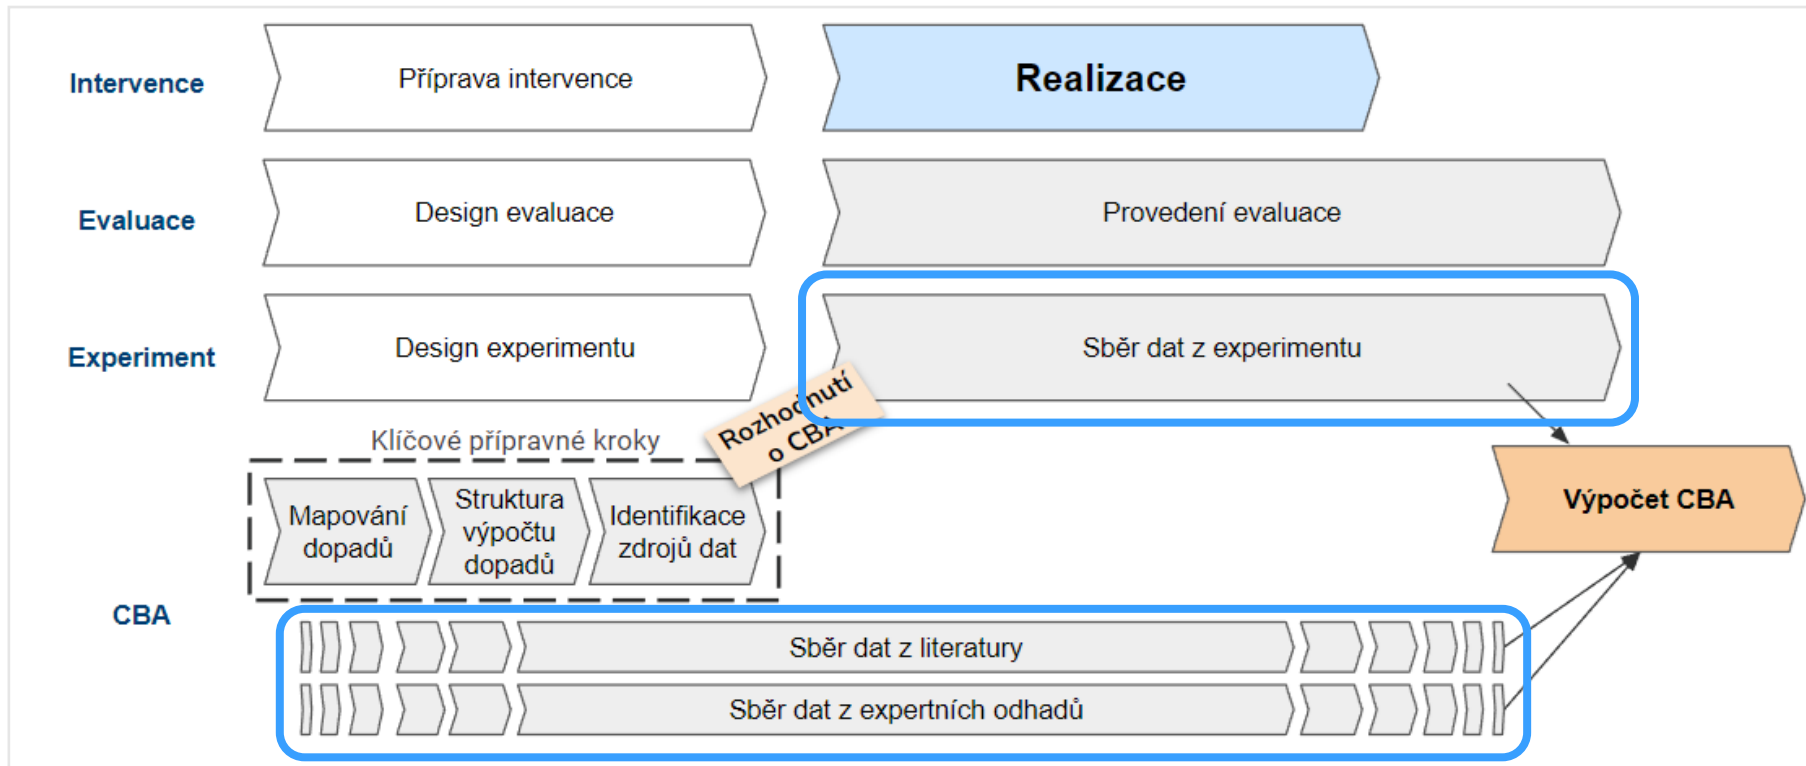 Intervence
Příprava intervence
Realizace
Evaluace
Design evaluace
Provedení evaluace
Experiment
Design experimentu
Sběr dat z experimentu
Rozhodnutí
o CBA
Klíčové přípravné kroky
Mapování
dopadů
Struktura
výpočtu
dopadů
Identifikace
zdrojů dat
Výpočet CBA
CBA
Sběr dat z literatury
Sběr dat z expertních odhadů